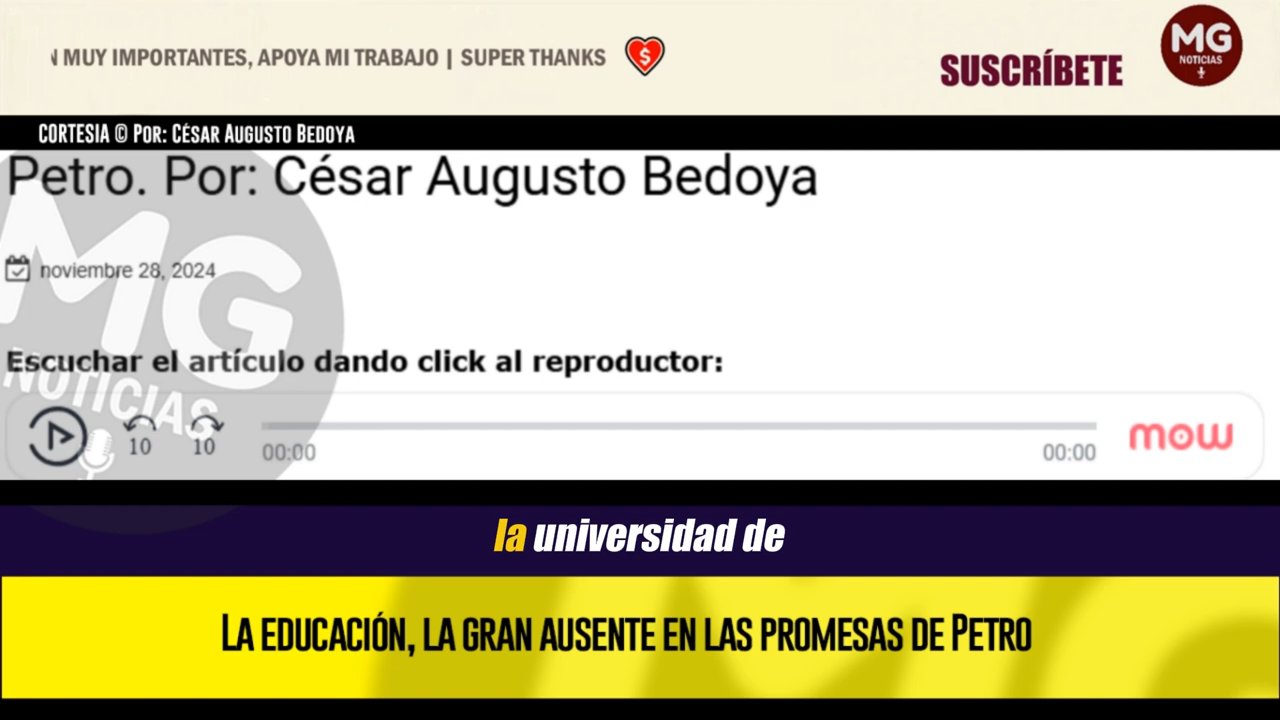 MUY IMPORTANTES, APOYA MI TRABAJO | SUPER THANKS
SUSCRÍBETE
MG
NOTICIAS
CORTESIA © POR: CÉSAR AUGUSTO BEDOYA
Petro. Por: César Augusto Bedoya
noviembre 28, 2024
MG
NOTICIAS
Escuchar el artículo dando click al reproductor:
10
10
00:00
00:00
mow
la universidad de
LA EDUCACIÓN, LA GRAN AUSENTE EN LAS PROMESAS DE PETRO